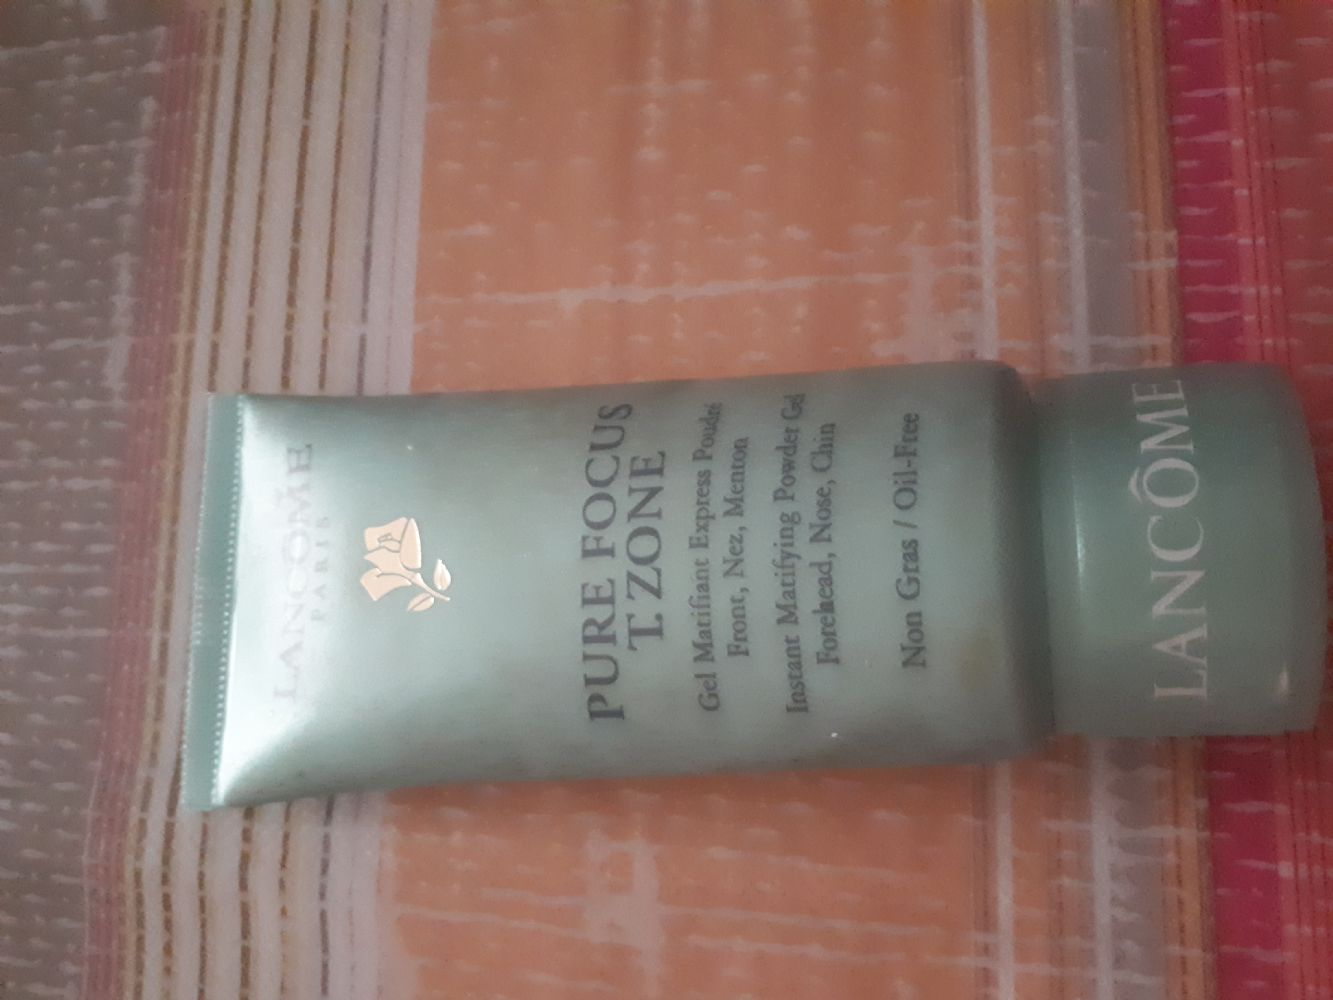 LANCÔME
PARIS
PURE FOCUS
T. ZONE
Gel Matifiant Express Poudré
Front, Nez, Menton
Instant Matifying Powder Gel
Forehead, Nose, Chin
Non Gras / Oil-Free
LANCÔME